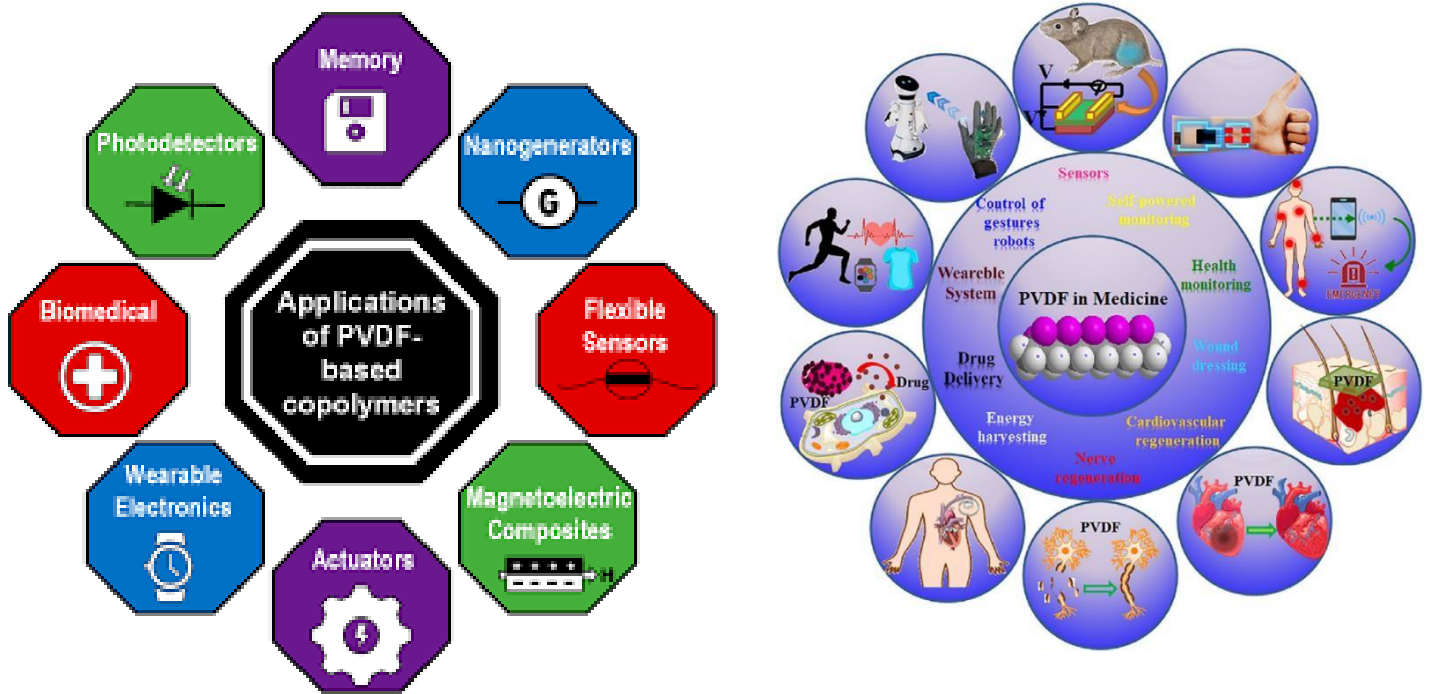 Memory
Photodetectors
Nanogenerators
G
Biomedical
Applications
of PVDF-
based
copolymers
Flexible
Sensors
Wearable
Electronics
Magnetoelectric
Composites
H
Actuators
V
V
Sensors
Control of
gestures
robots
Self-powered
monitoring
Weareble
System
Health
monitoring
EMERGENCY
PVDF in Medicine
Drug
Delivery
Wound
dressing
PVDF
Drug
PVDF
Energy
harvesting
Cardiovascular
regeneration
Nerve
regeneration
PVDF
PVDF